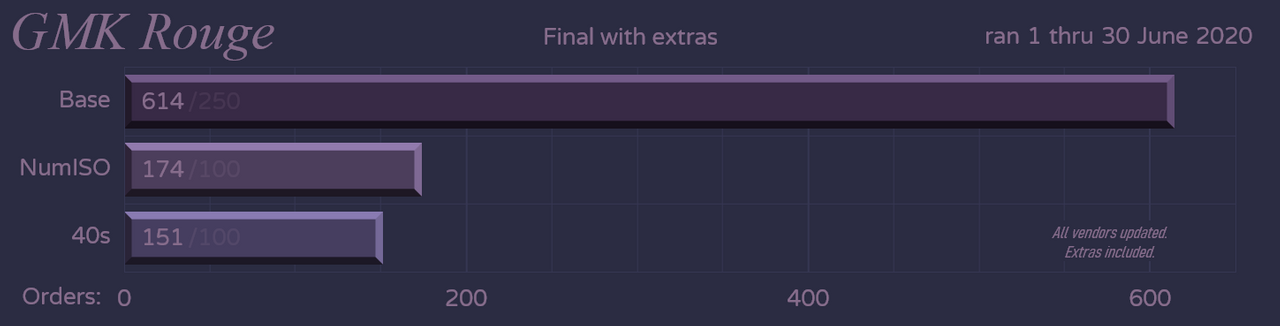 GMK Rouge
Final with extras
ran 1 thru 30 June 2020
Base 614 /250
NumISO 174 /100
40s 151 /100
All vendors updated.
Extras included.
Orders: 0 200 400 600